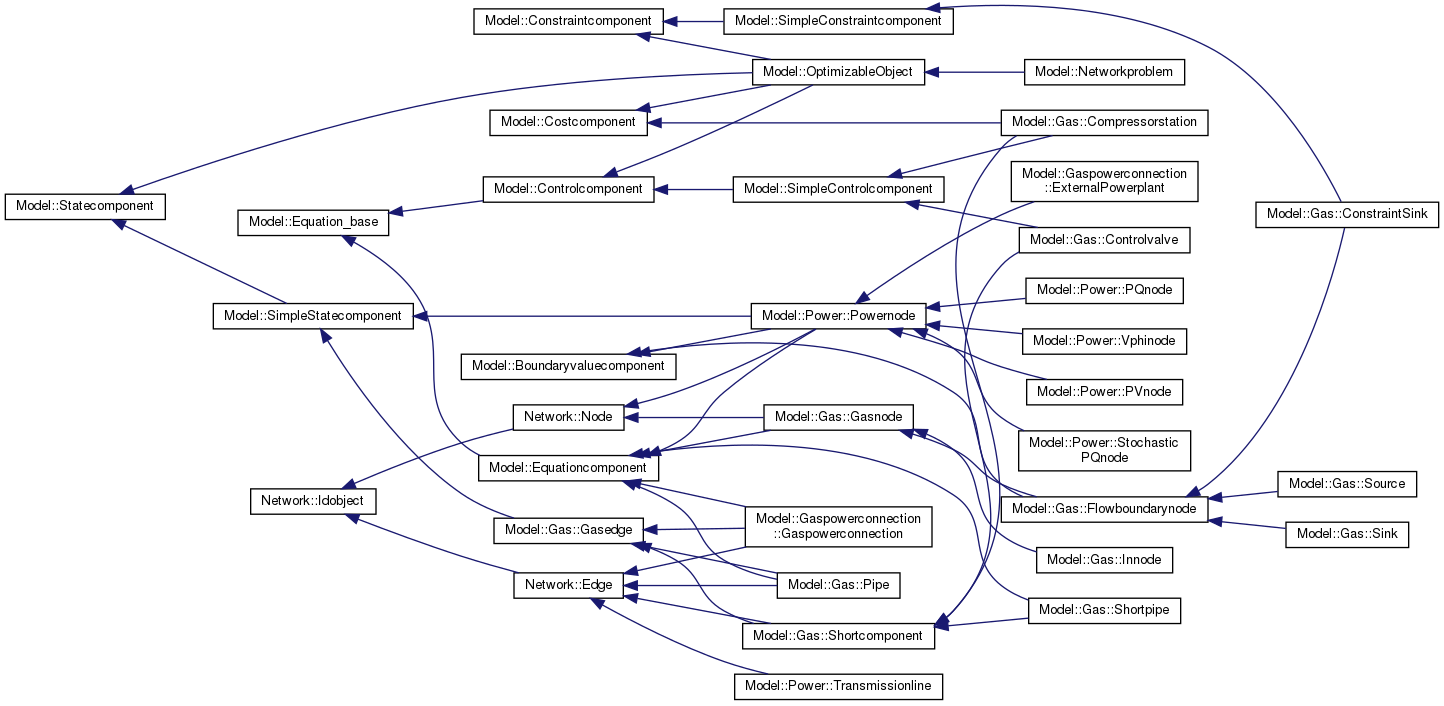 Model::Constraintcomponent
Model::SimpleConstraintcomponent
Model::OptimizableObject
Model::Networkproblem
Model::Costcomponent
Model::Gas::Compressorstation
Model::Statecomponent
Model::Controlcomponent
Model::SimpleControlcomponent
Model::Gaspowerconnection
::ExternalPowerplant
Model::Equation_base
Model::Gas::ConstraintSink
Model::Gas::Controlvalve
Model::Power::PQnode
Model::SimpleStatecomponent
Model::Power::Powernode
Model::Power::Vphinode
Model::Boundaryvaluecomponent
Model::Power::PVnode
Network::Node
Model::Gas::Gasnode
Model::Power::Stochastic
PQnode
Model::Equationcomponent
Network::Idobject
Model::Gas::Flowboundarynode
Model::Gas::Source
Model::Gas::Gasedge
Model::Gaspowerconnection
::Gaspowerconnection
Model::Gas::Sink
Model::Gas::Innode
Network::Edge
Model::Gas::Pipe
Model::Gas::Shortpipe
Model::Gas::Shortcomponent
Model::Power::Transmissionline